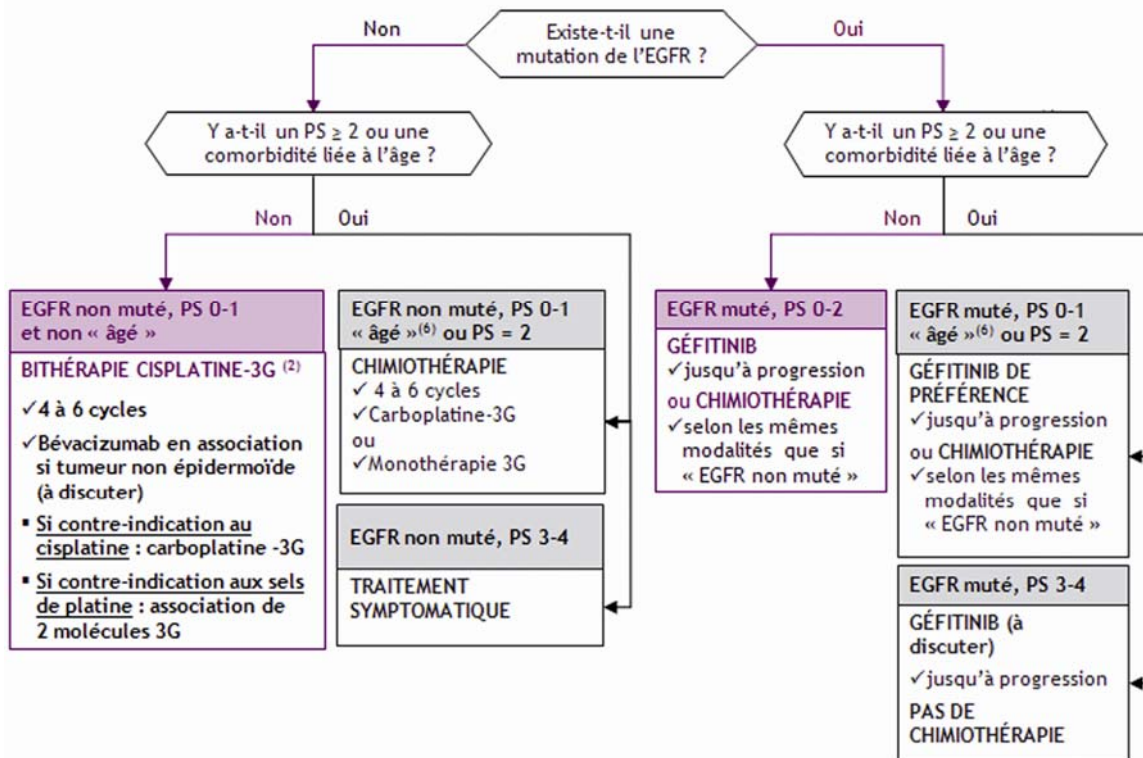 Existe-t-il une
mutation de l'EGFR ?
Non
Oui
Y a-t-il un PS ≥ 2 ou une
comorbidité liée à l'âge ?
Non
Oui
EGFR non muté, PS 0-1
et non « âgé »
BITHÉRAPIE CISPLATINE-3G (2)
✓4 à 6 cycles
✓Bévacizumab en association
si tumeur non épidermoïde
(à discuter)
▪ Si contre-indication au
cisplatine : carboplatine -3G
▪ Si contre-indication aux sels
de platine : association de
2 molécules 3G
EGFR non muté, PS 0-1
« âgé »(6) ou PS = 2
CHIMIOTHÉRAPIE
✓ 4 à 6 cycles
✓Carboplatine-3G
ou
✓Monothérapie 3G
EGFR non muté, PS 3-4
TRAITEMENT
SYMPTOMATIQUE
Y a-t-il un PS ≥ 2 ou une
comorbidité liée à l'âge ?
Non
Oui
EGFR muté, PS 0-2
GÉFITINIB
✓jusqu'à progression
ou CHIMIOTHÉRAPIE
✓selon les mêmes
modalités que si
« EGFR non muté »
EGFR muté, PS 0-1
« âgé »(6) ou PS = 2
GÉFITINIB DE
PRÉFÉRENCE
✓jusqu'à progression
ou CHIMIOTHÉRAPIE
✓selon les mêmes
modalités que si
« EGFR non muté »
EGFR muté, PS 3-4
GÉFITINIB (à
discuter)
✓jusqu'à progression
PAS DE
CHIMIOTHÉRAPIE